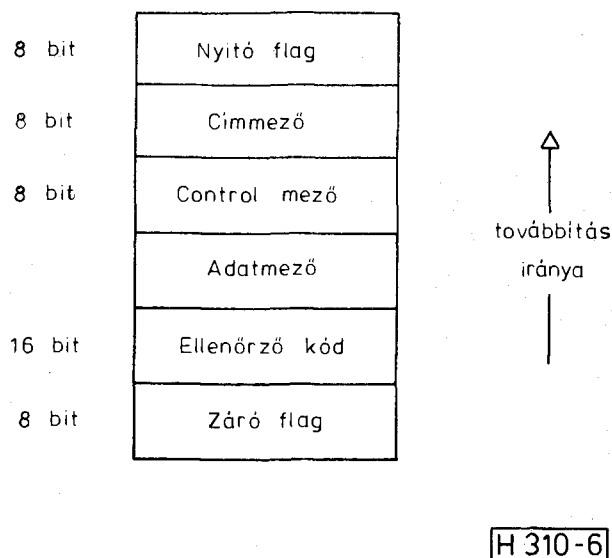 8 bit Nyitó flag
8 bit Címmező
8 bit Control mező
továbbítás
iránya
Adatmező
16 bit Ellenőrző kód
8 bit Záró flag
H 310-6